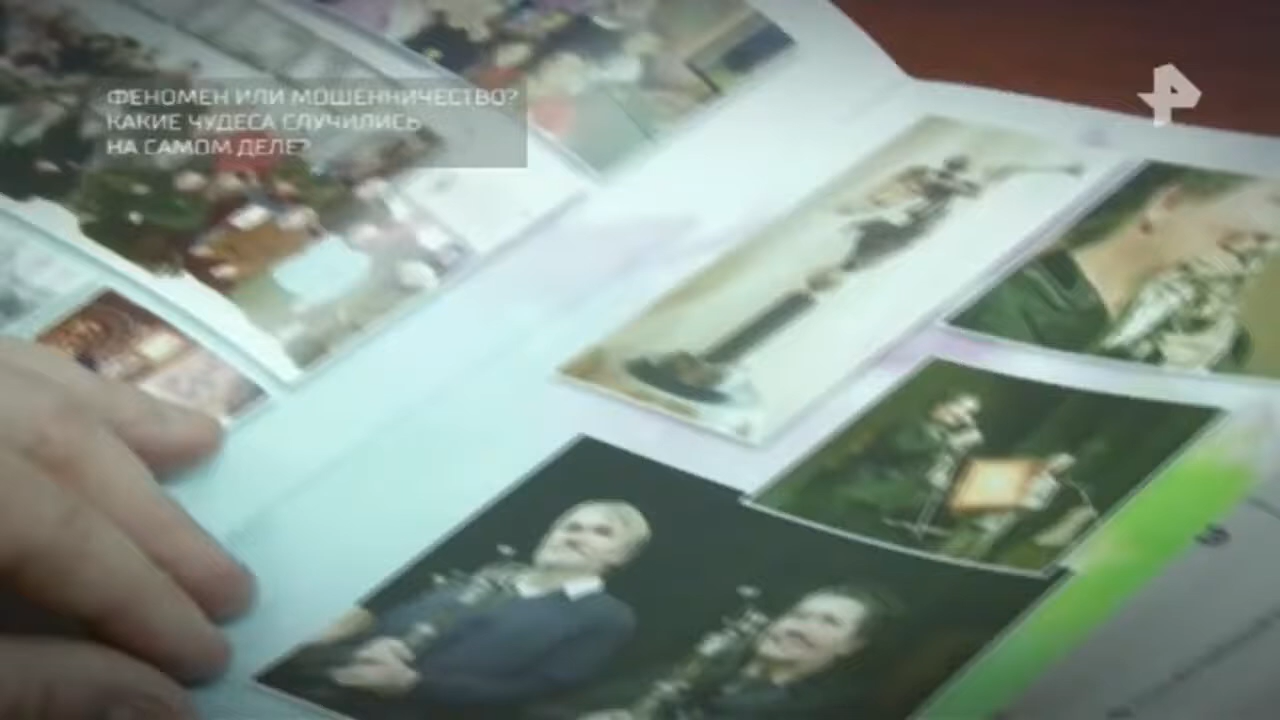 ФЕНОМЕН ИЛИ МОШЕННИЧЕСТВО?
КАКИЕ ЧУДЕСА СЛУЧИЛИСЬ
НА САМОМ ДЕЛЕ?